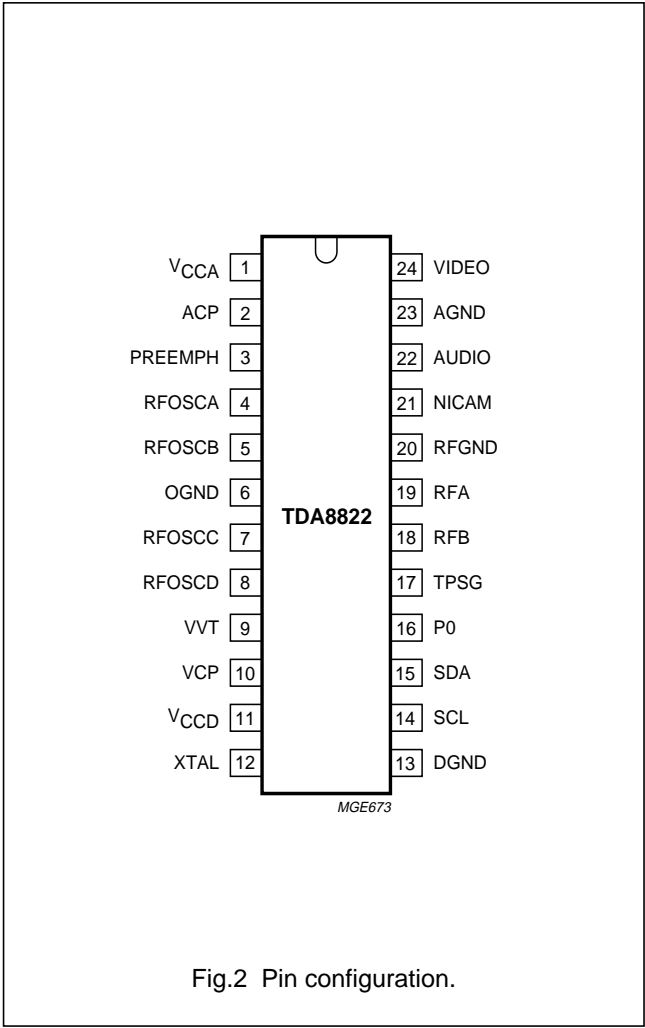 VCCA 1 24 VIDEO
ACP 2 23 AGND
PREEMPH 3 22 AUDIO
RFOSCA 4 21 NICAM
RFOSCB 5 20 RFGND
OGND 6 19 RFA
TDA8822
RFOSCC 7 18 RFB
RFOSCD 8 17 TPSG
VVT 9 16 P0
VCP 10 15 SDA
VCCD 11 14 SCL
XTAL 12 13 DGND
MGE673
Fig.2 Pin configuration.